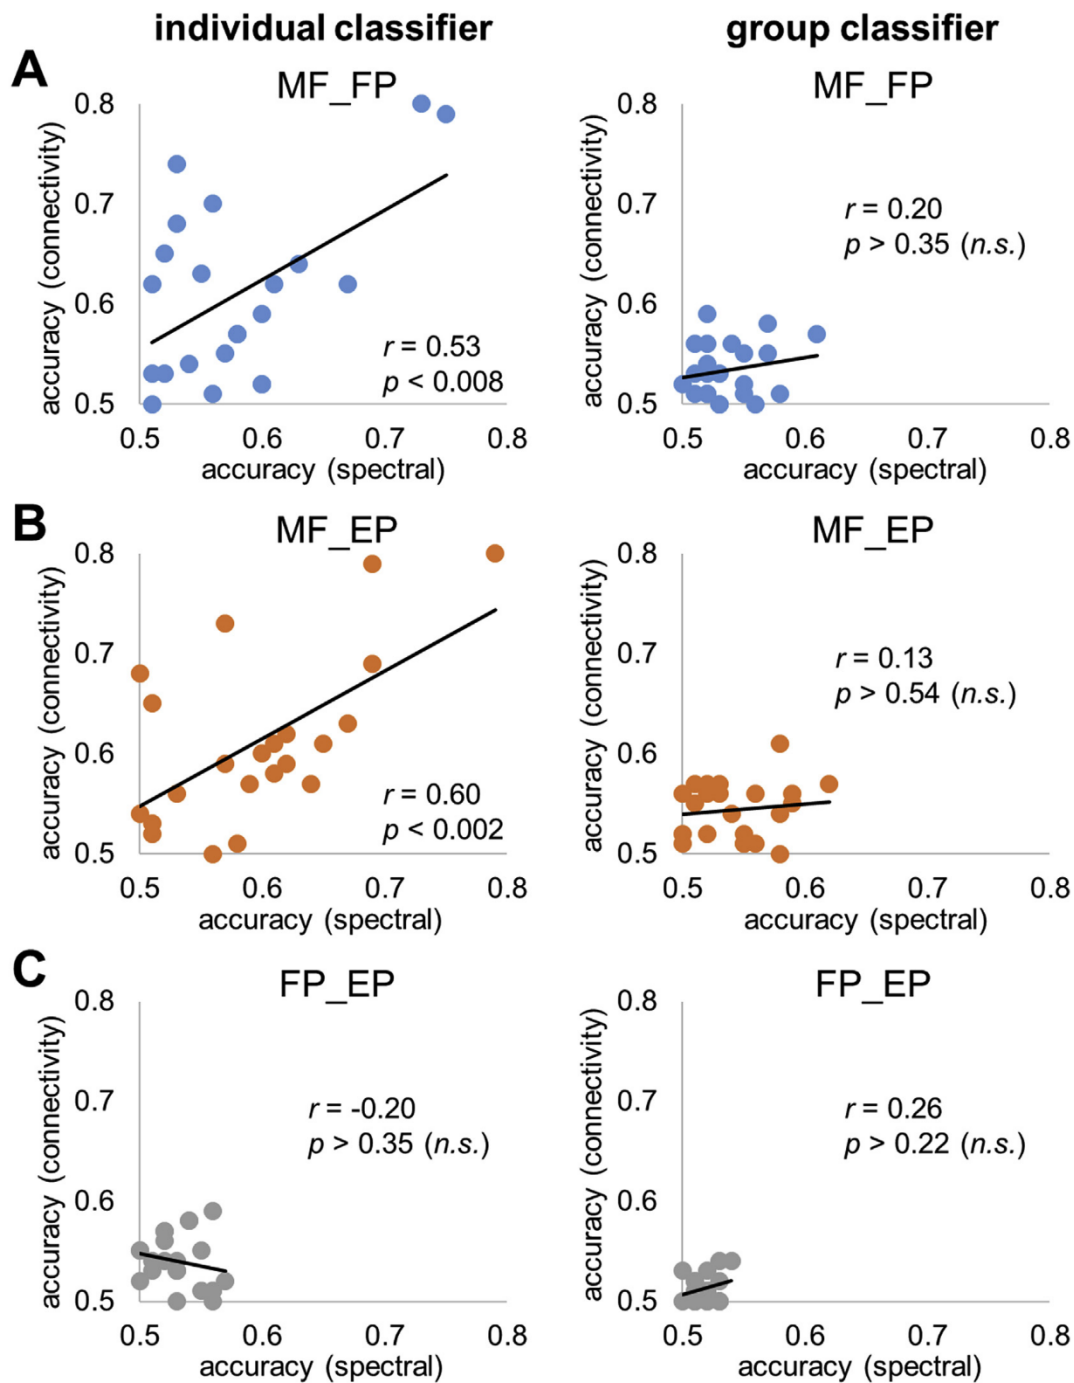 individual classifier
group classifier
A
MF_FP
accuracy (connectivity)
0.8
0.7
0.6
0.5
r = 0.53
p < 0.008
0.5 0.6 0.7 0.8
accuracy (spectral)
MF_FP
accuracy (connectivity)
0.8
0.7
0.6
0.5
r = 0.20
p > 0.35 (n.s.)
0.5 0.6 0.7 0.8
accuracy (spectral)
B
MF_EP
accuracy (connectivity)
0.8
0.7
0.6
0.5
r = 0.60
p < 0.002
0.5 0.6 0.7 0.8
accuracy (spectral)
MF_EP
accuracy (connectivity)
0.8
0.7
0.6
0.5
r = 0.13
p > 0.54 (n.s.)
0.5 0.6 0.7 0.8
accuracy (spectral)
C
FP_EP
accuracy (connectivity)
0.8
0.7
0.6
0.5
r = -0.20
p > 0.35 (n.s.)
0.5 0.6 0.7 0.8
accuracy (spectral)
FP_EP
accuracy (connectivity)
0.8
0.7
0.6
0.5
r = 0.26
p > 0.22 (n.s.)
0.5 0.6 0.7 0.8
accuracy (spectral)